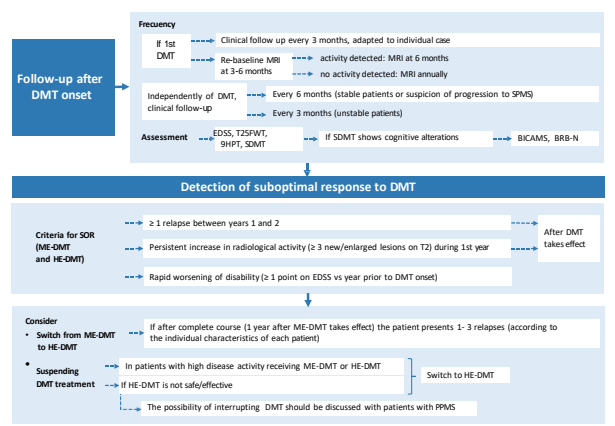 Follow-up after
DMT onset
Frecuency
If 1st
DMT
Clinical follow up every 3 months, adapted to individual case
Re-baseline MRI
at 3-6 months
activity detected: MRI at 6 months
no activity detected: MRI annually
Independently of DMT,
clinical follow-up
Every 6 months (stable patients or suspicion of progression to SPMS)
Every 3 months (unstable patients)
Assessment
EDSS, T25FWT,
9HPT, SDMT
If SDMT shows cognitive alterations
BICAMS, BRB-N
Detection of suboptimal response to DMT
Criteria for SOR
(ME-DMT
and HE-DMT)
≥ 1 relapse between years 1 and 2
Persistent increase in radiological activity (≥ 3 new/enlarged lesions on T2) during 1st year
Rapid worsening of disability (≥ 1 point on EDSS vs year prior to DMT onset)
After DMT
takes effect
Consider
• Switch from ME-DMT
to HE-DMT
If after complete course (1 year after ME-DMT takes effect) the patient presents 1- 3 relapses (according to
the individual characteristics of each patient)
• Suspending
DMT treatment
In patients with high disease activity receiving ME-DMT or HE-DMT
If HE-DMT is not safe/effective
Switch to HE-DMT
The possibility of interrupting DMT should be discussed with patients with PPMS